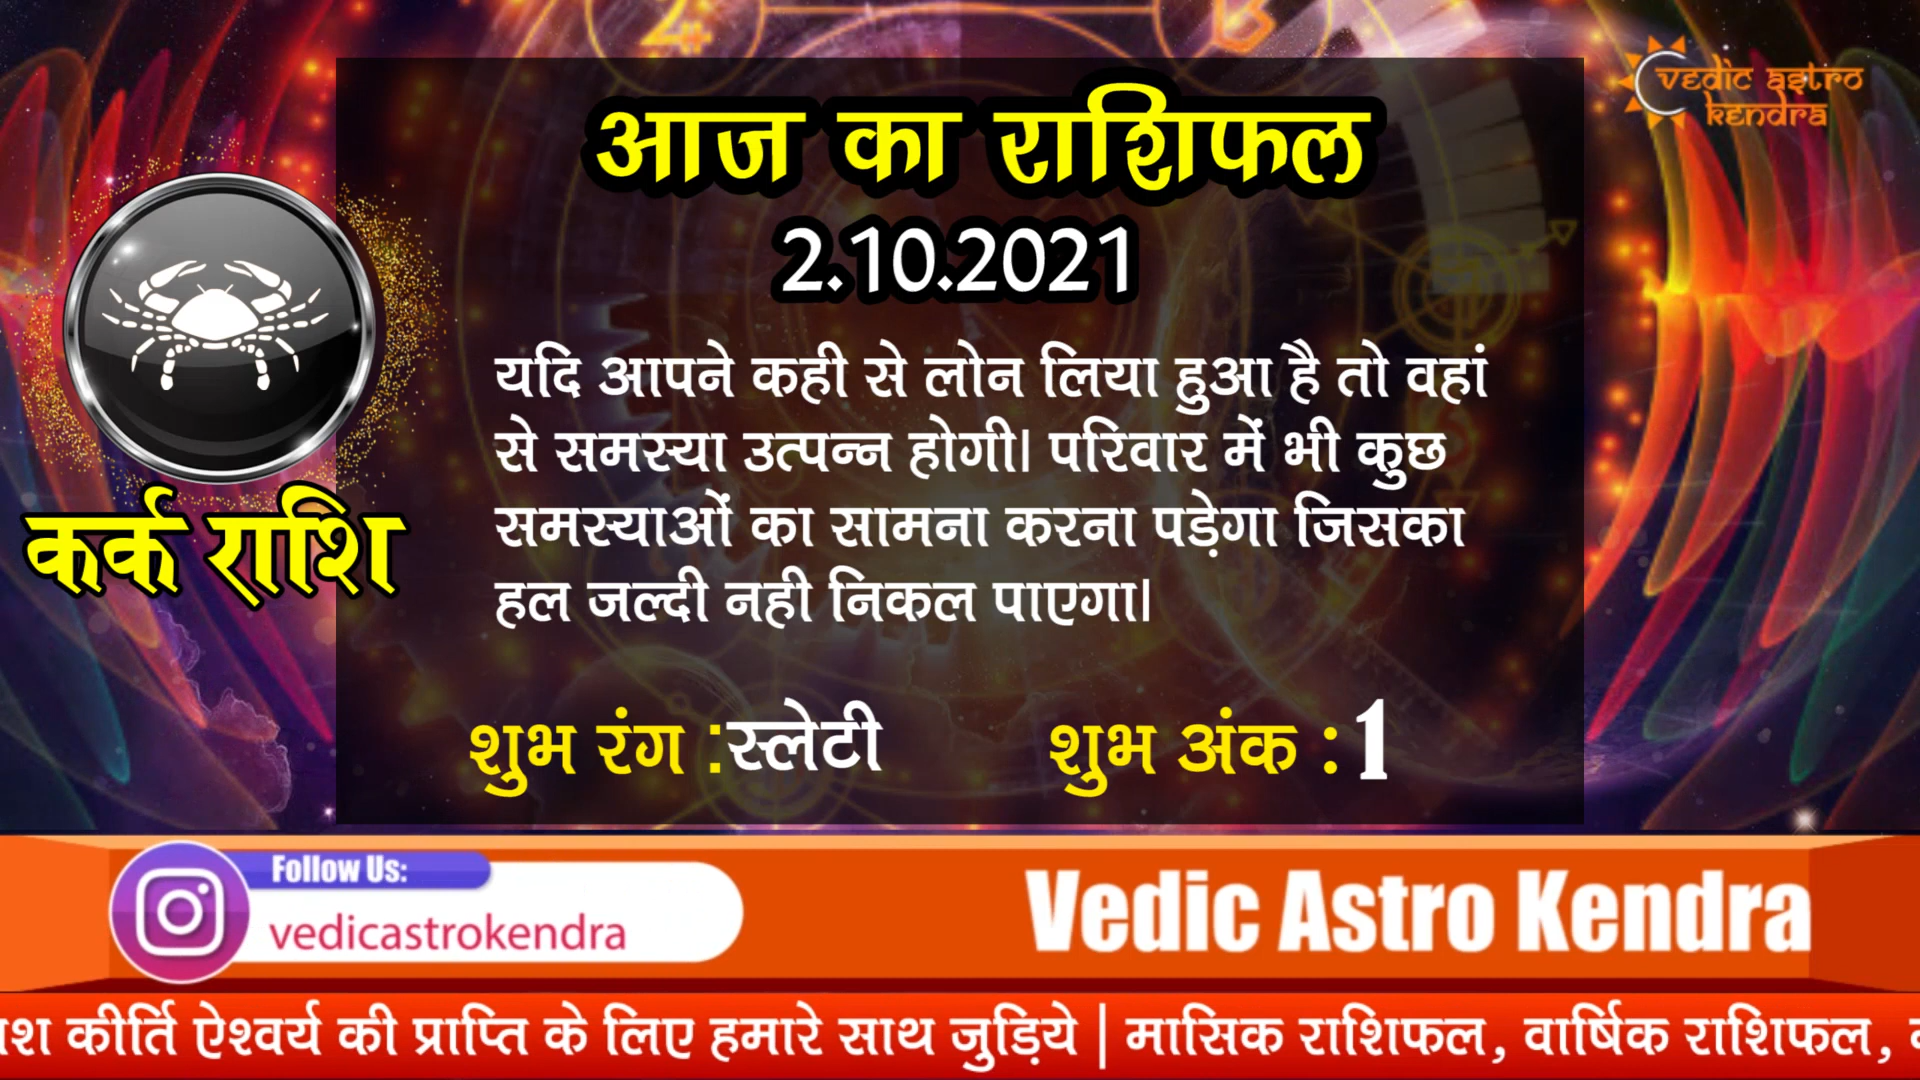 vedic astro
kendra
आज का राशिफल
2.10.2021
यदि आपने कही से लोन लिया हुआ है तो वहां
से समस्या उत्पन्न होगी। परिवार में भी कुछ
समस्याओं का सामना करना पड़ेगा जिसका
हल जल्दी नही निकल पाएगा।
कर्क राशि
शुभ रंग :स्लेटी
शुभ अंक :1
Follow Us:
vedicastrokendra
Vedic Astro Kendra
कीर्ति ऐश्वर्य की प्राप्ति के लिए हमारे साथ जुड़िये | मासिक राशिफल, वार्षिक राशिफल,